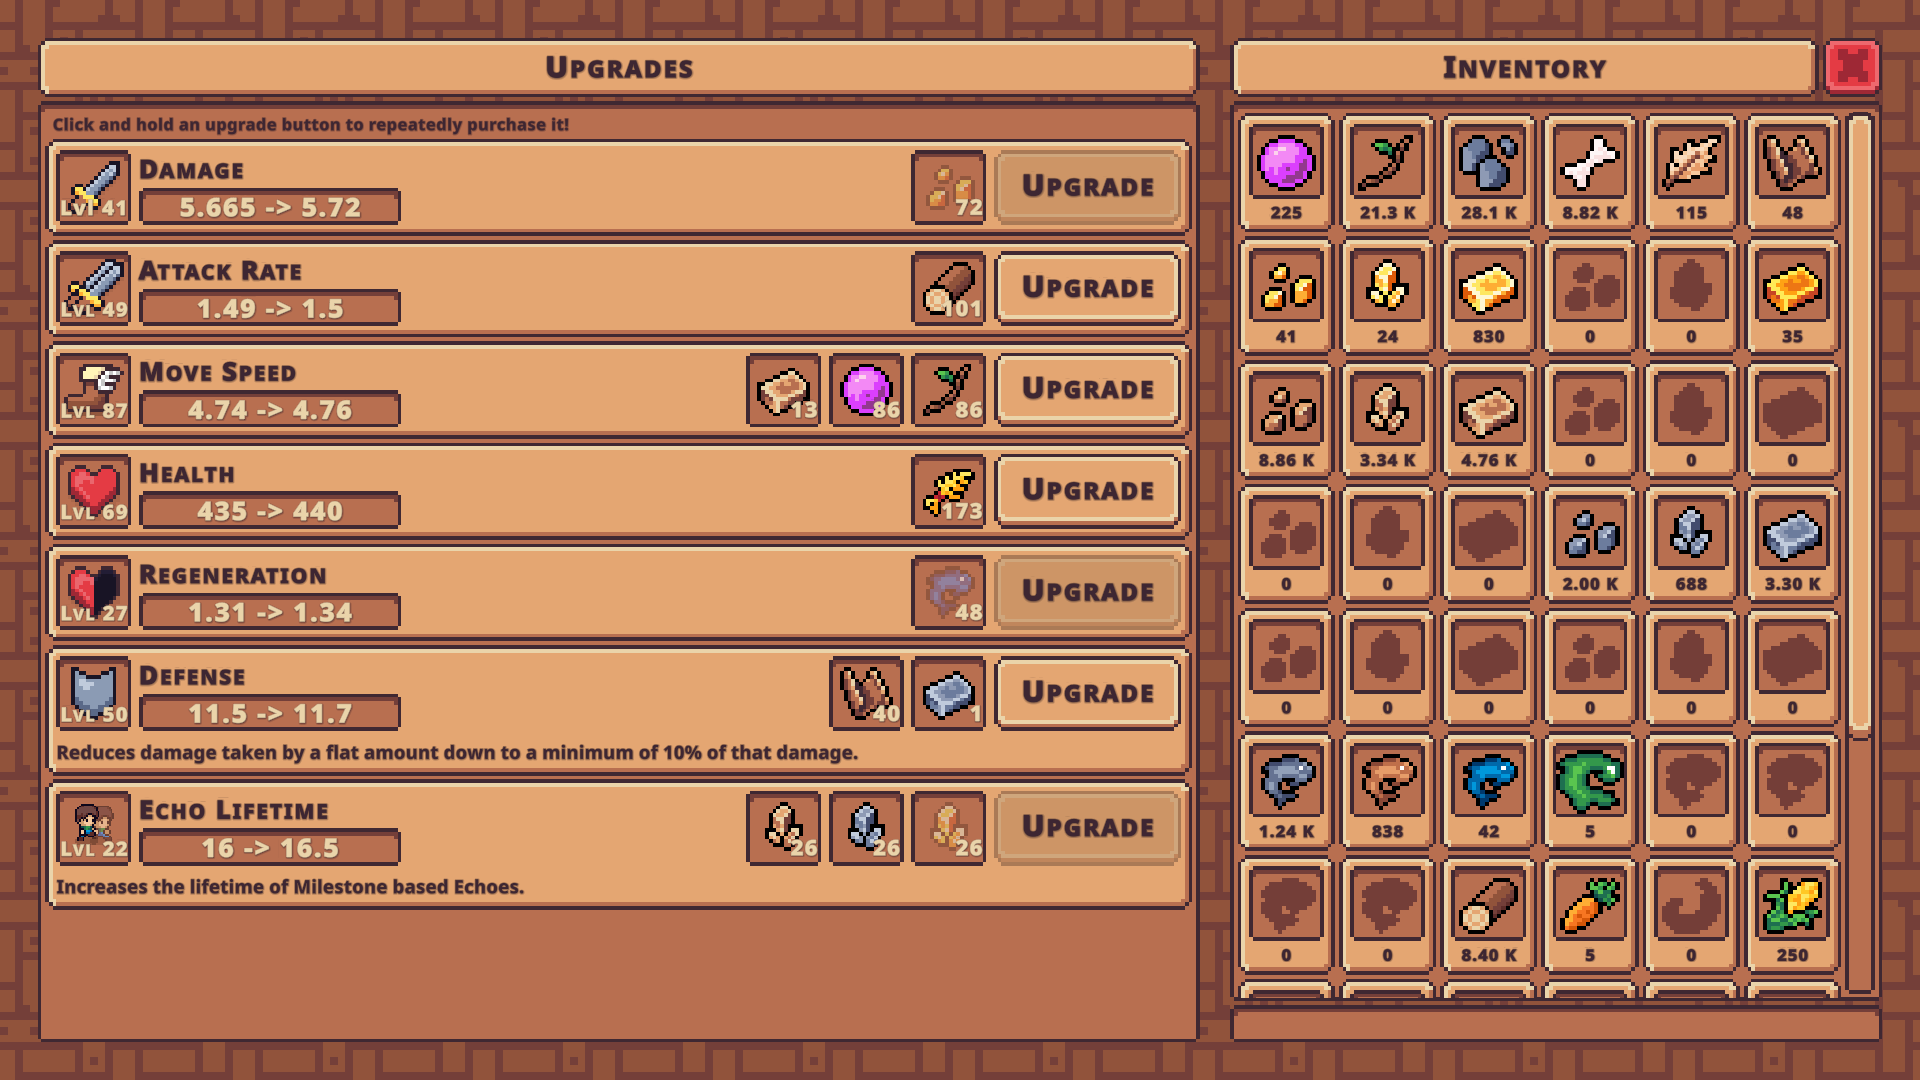 Upgrades
Click and hold an upgrade button to repeatedly purchase it!
Damage
Lvl 41
5.665 -> 5.72
72
Upgrade
Attack Rate
Lvl 49
1.49 -> 1.5
101
Upgrade
Move Speed
Lvl 87
4.74 -> 4.76
13 86 86
Upgrade
Health
Lvl 69
435 -> 440
173
Upgrade
Regeneration
Lvl 27
1.31 -> 1.34
48
Upgrade
Defense
Lvl 50
11.5 -> 11.7
40 1
Upgrade
Reduces damage taken by a flat amount down to a minimum of 10% of that damage.
Echo Lifetime
Lvl 22
16 -> 16.5
26 26 26
Upgrade
Increases the lifetime of Milestone based Echoes.
Inventory
225 21.3 K 28.1 K 8.82 K 115 48
41 24 830 0 0 35
8.86 K 3.34 K 4.76 K 0 0 0
0 0 0 2.00 K 688 3.30 K
0 0 0 0 0 0
1.24 K 838 42 5 0 0
0 0 8.40 K 5 0 250